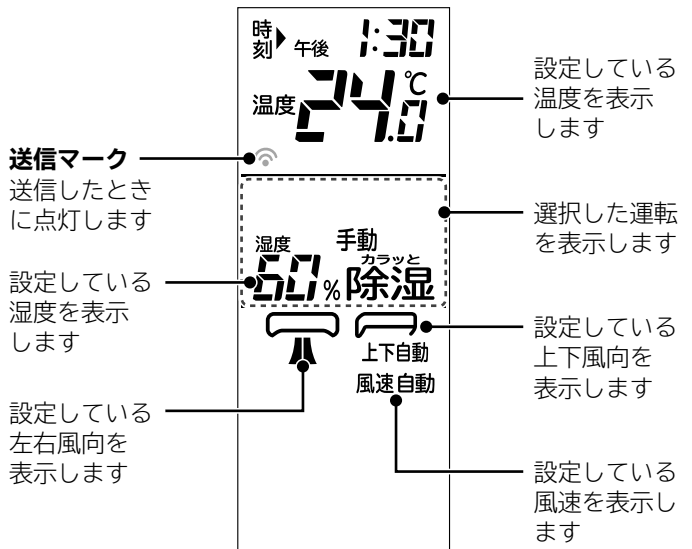 時刻 午後 1:30
温度 24.0 ℃
設定している
温度を表示
します
送信マーク
送信したとき
に点灯します
選択した運転
を表示します
湿度 手動
60% カラッと除湿
設定している
湿度を表示
します
上下自動
風速自動
設定している
上下風向を
表示します
設定している
左右風向を
表示します
設定している
風速を表示し
ます